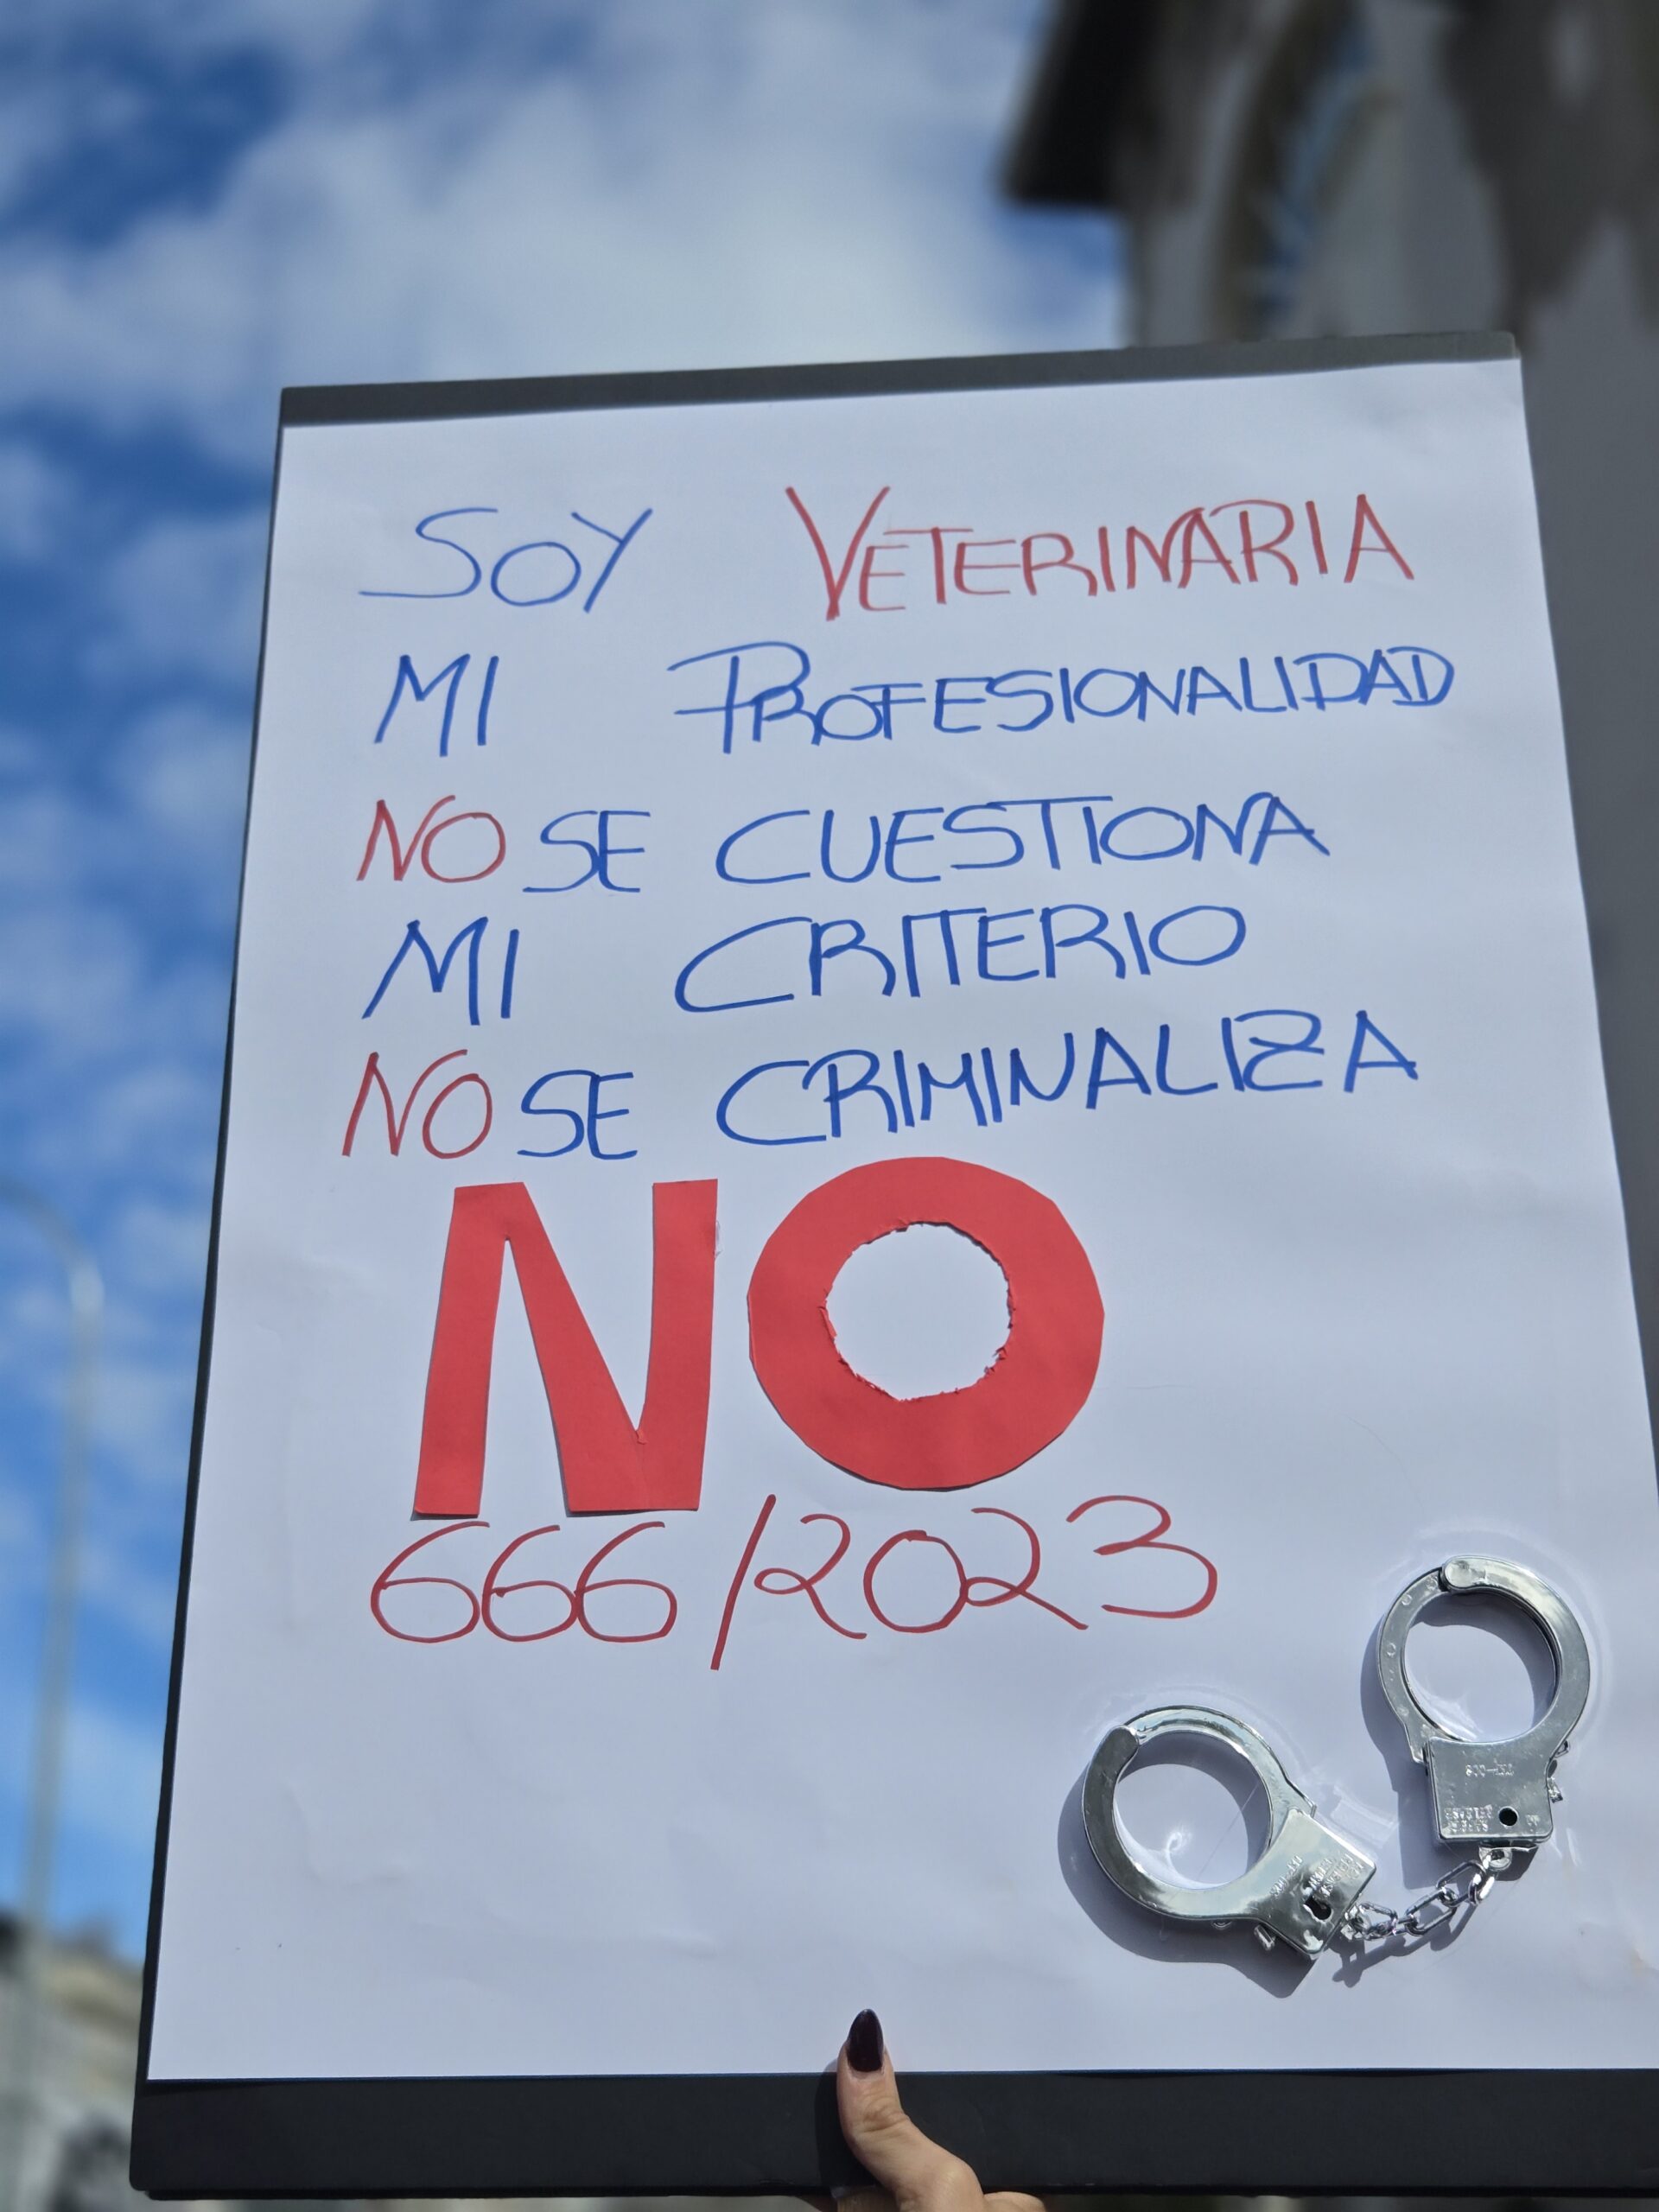 SOY VETERINARIA
MI PROFESIONALIDAD
NO SE CUESTIONA
MI CRITERIO
NO SE CRIMINALIZA
NO
666/2023